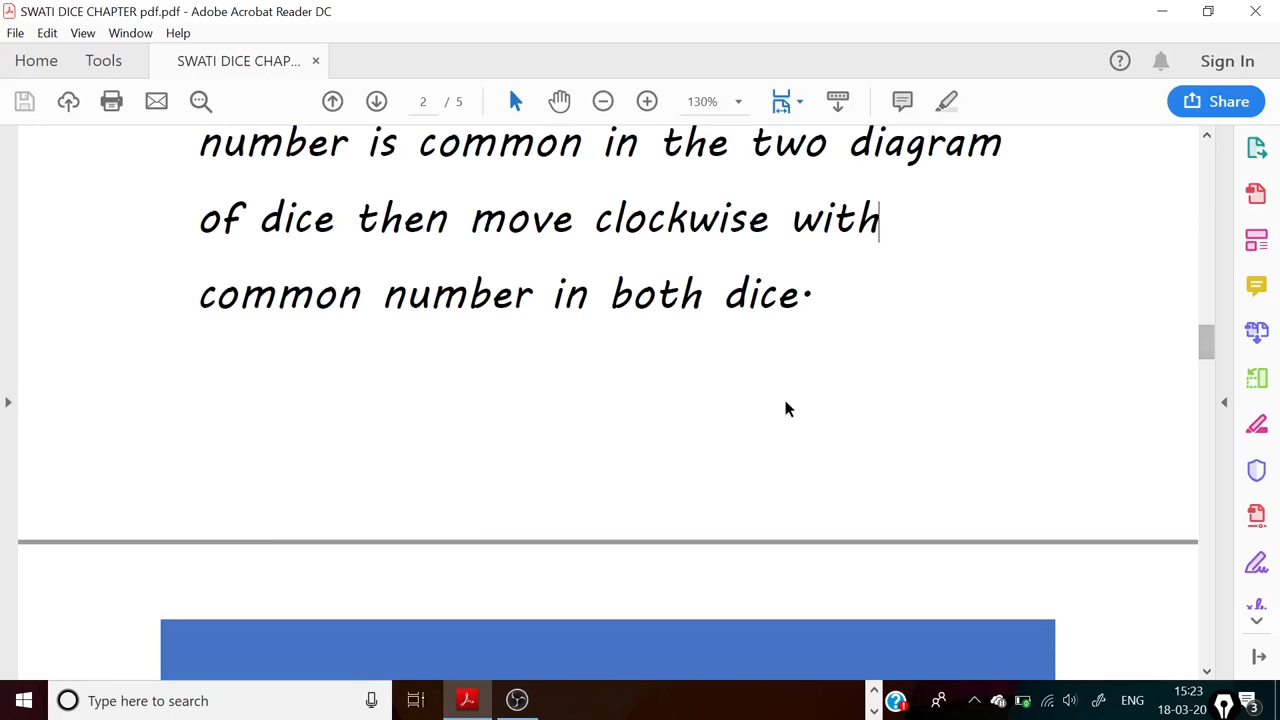 SWATI DICE CHAPTER pdf.pdf - Adobe Acrobat Reader DC
File Edit View Window Help
Home Tools SWATI DICE CHAP... × Sign In
2 / 5 130% Share
number is common in the two diagram
of dice then move clockwise with
common number in both dice.
Type here to search
ENG 15:23
18-03-20
3